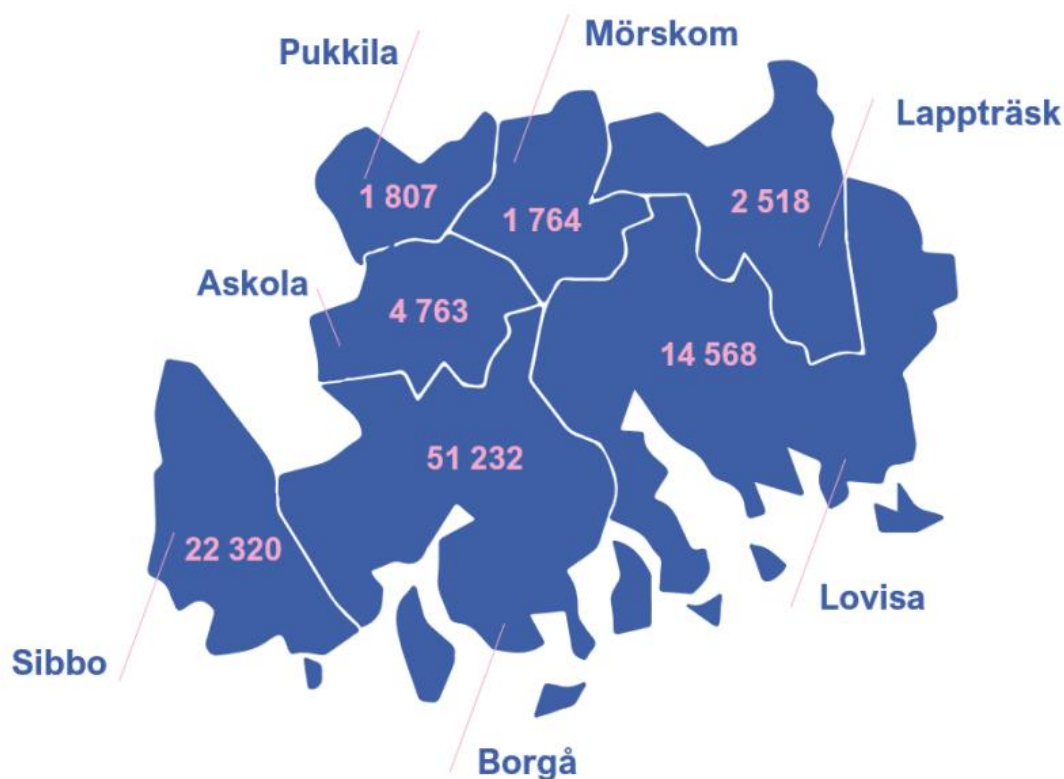 Mörskom
Pukkila
Lappträsk
1 807
2 518
1 764
Askola
4 763
14 568
51 232
22 320
Lovisa
Sibbo
Borgå